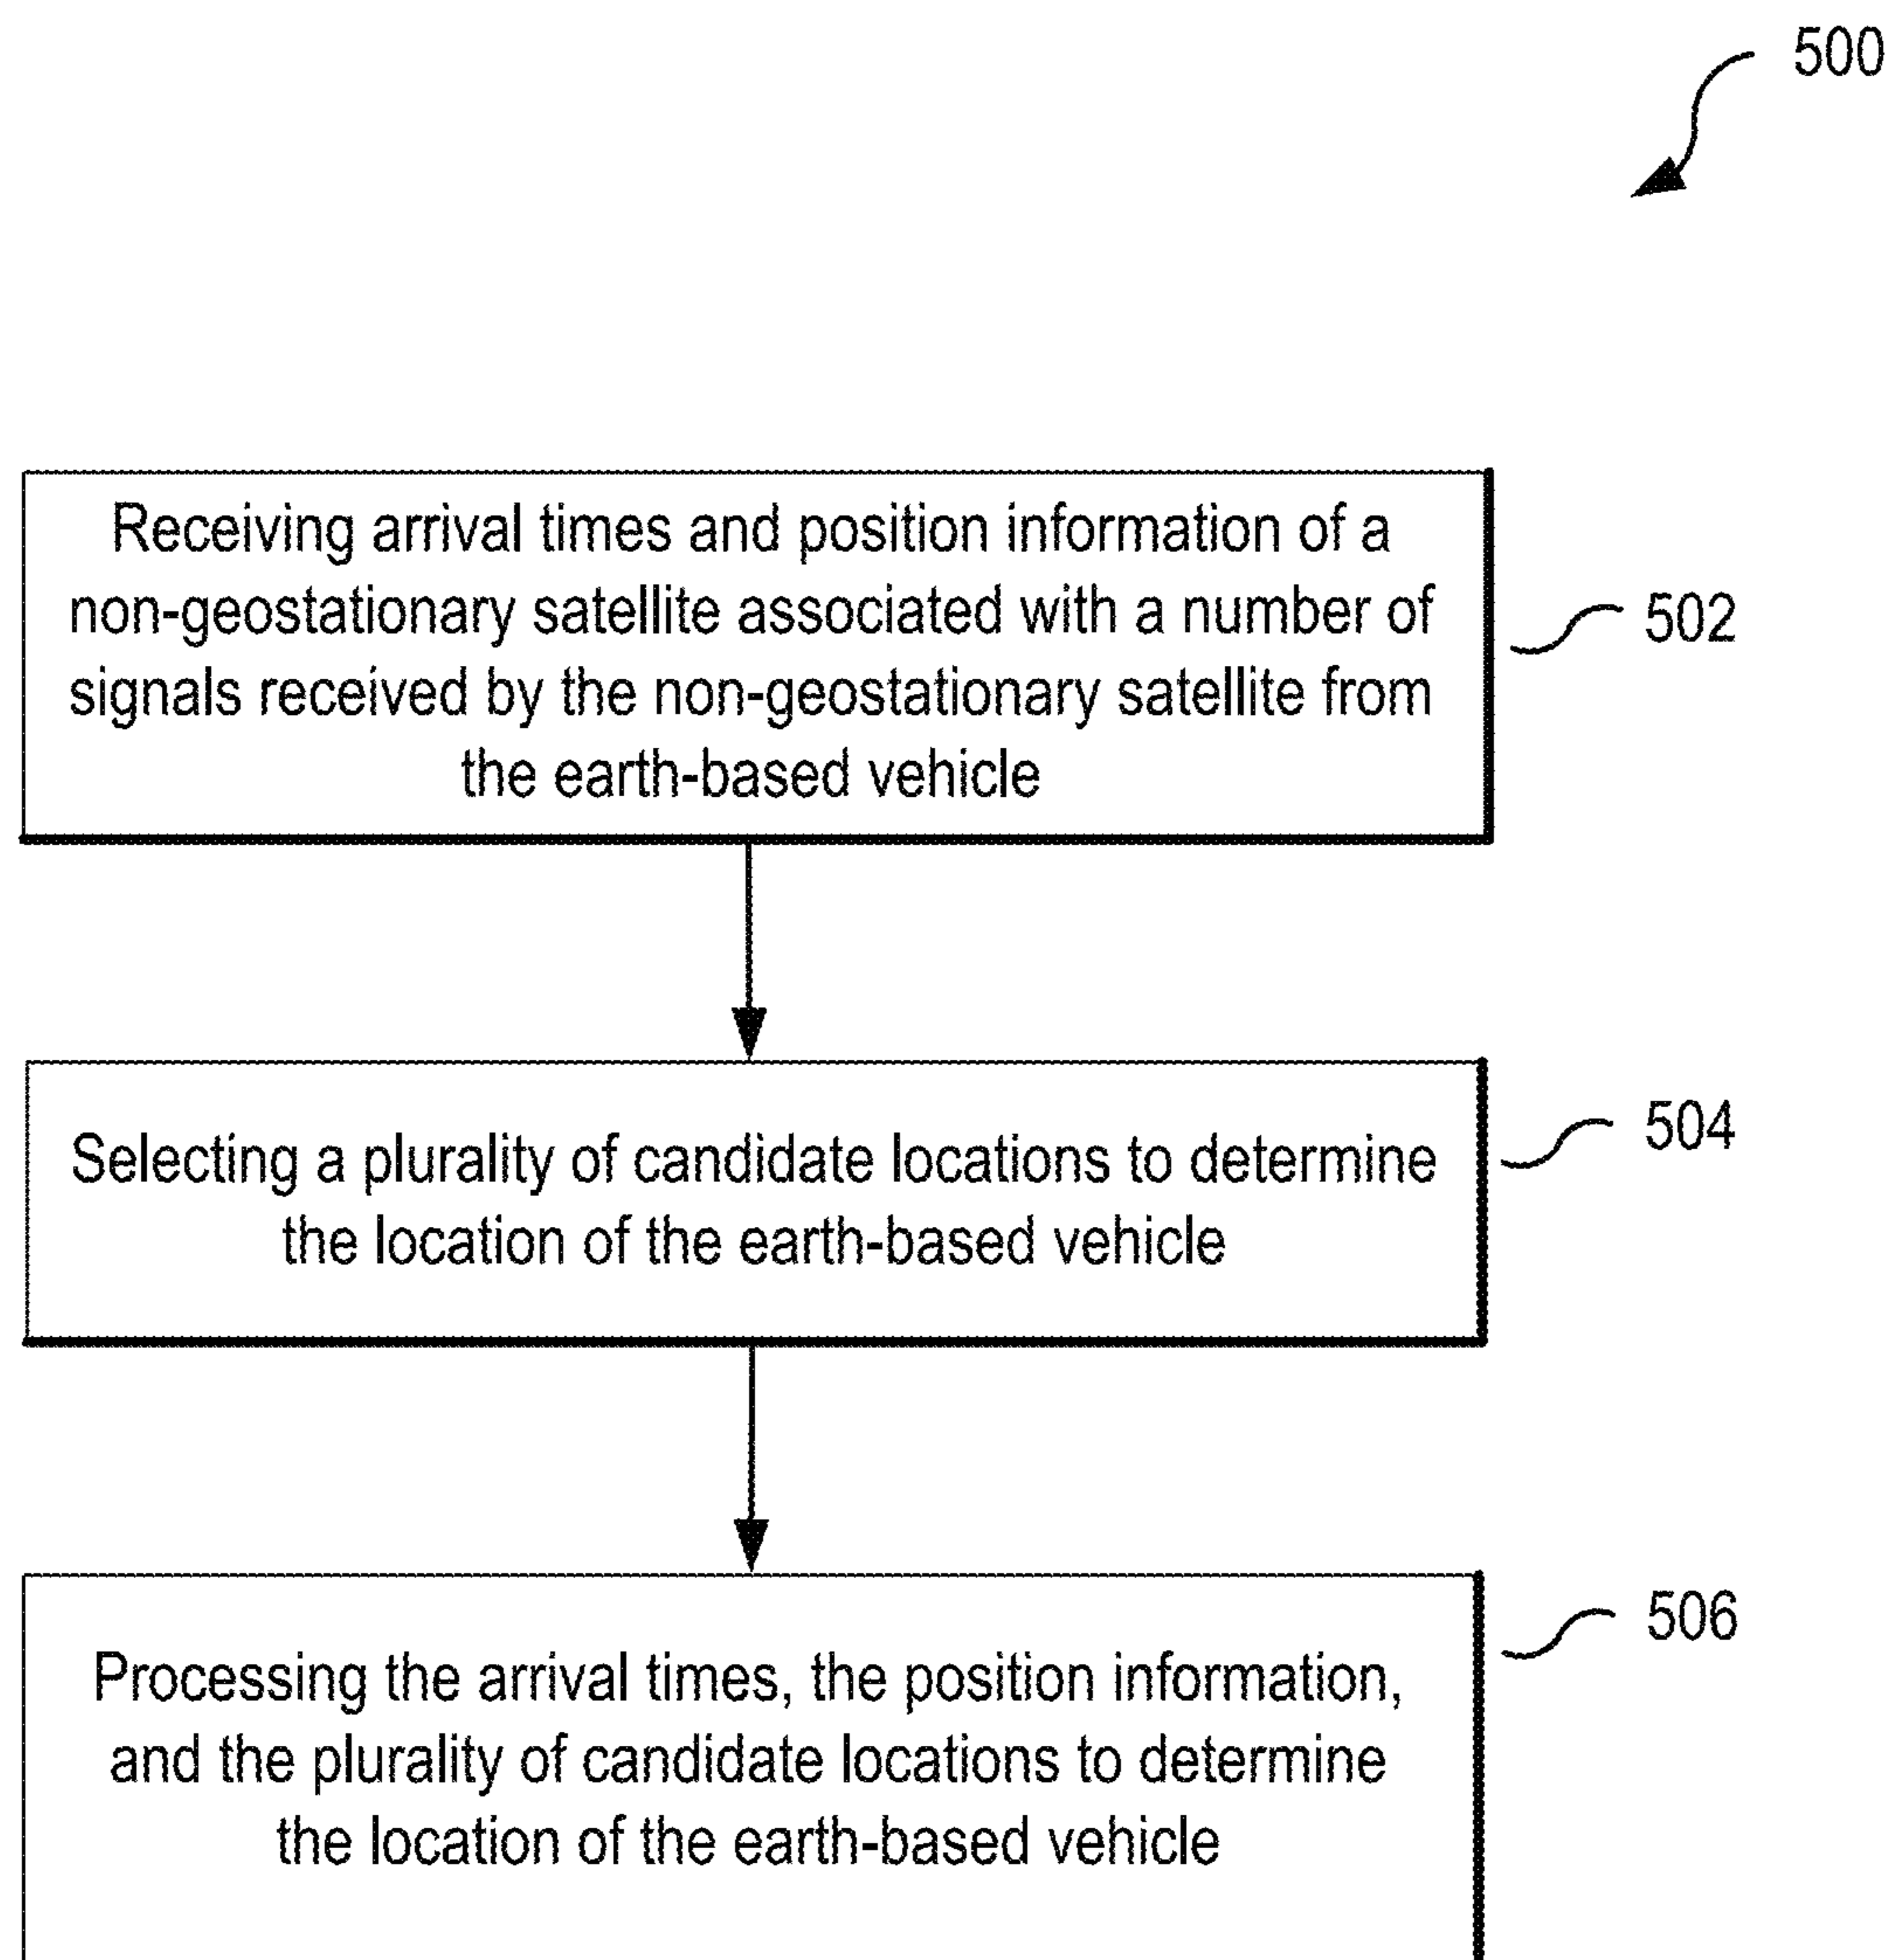 500
Receiving arrival times and position information of a
non-geostationary satellite associated with a number of
signals received by the non-geostationary satellite from
the earth-based vehicle
502
Selecting a plurality of candidate locations to determine
the location of the earth-based vehicle
504
Processing the arrival times, the position information,
and the plurality of candidate locations to determine
the location of the earth-based vehicle
506